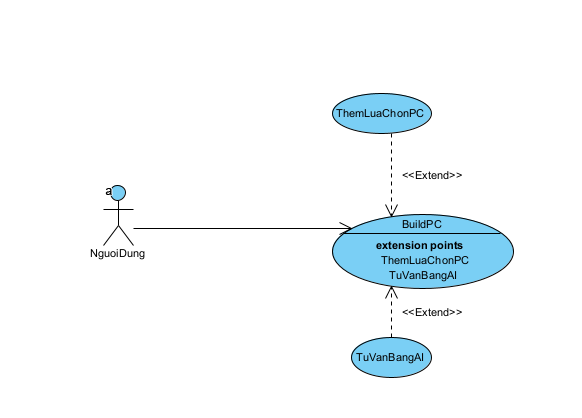 ThemLuaChonPC
<<Extend>>
a
NguoiDung
BuildPC
extension points
ThemLuaChonPC
TuVanBangAI
<<Extend>>
TuVanBangAI